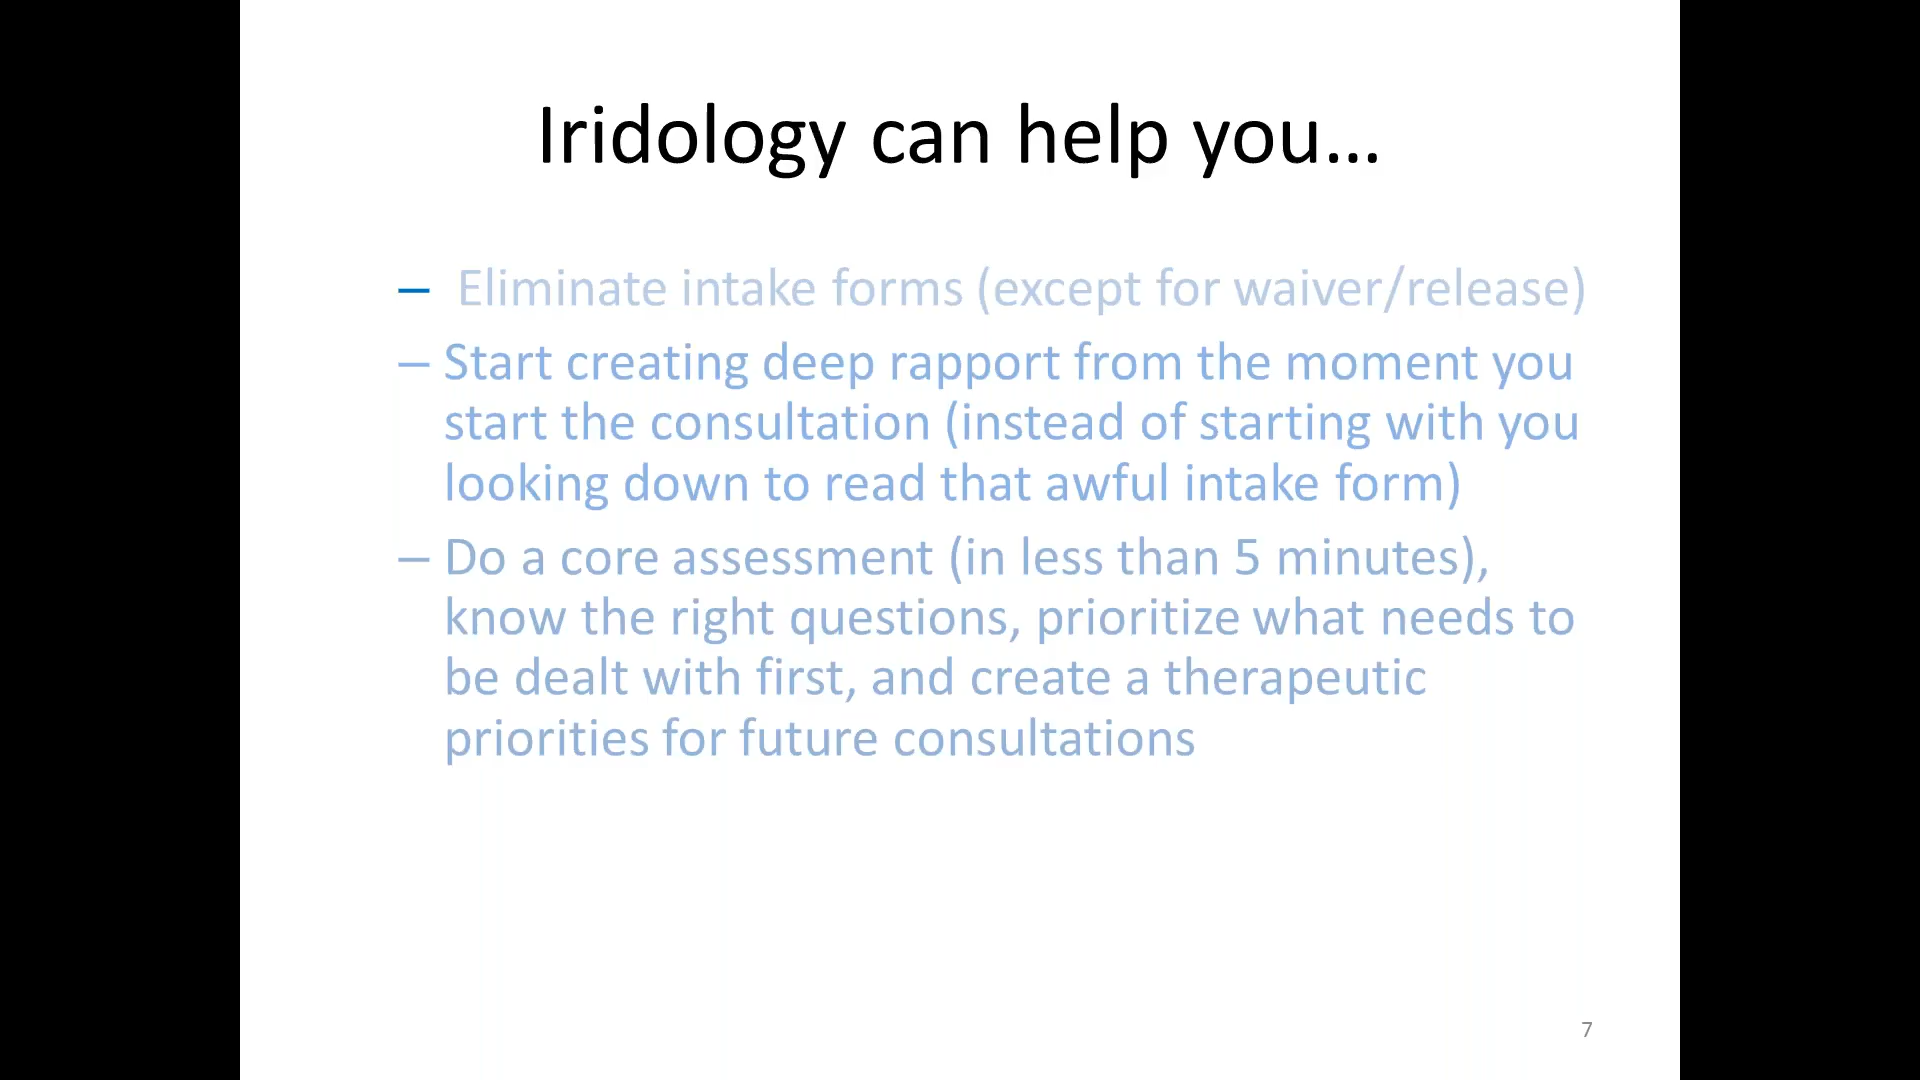 Iridology can help you...
– Eliminate intake forms (except for waiver/release)
– Start creating deep rapport from the moment you
start the consultation (instead of starting with you
looking down to read that awful intake form)
– Do a core assessment (in less than 5 minutes),
know the right questions, prioritize what needs to
be dealt with first, and create a therapeutic
priorities for future consultations
7